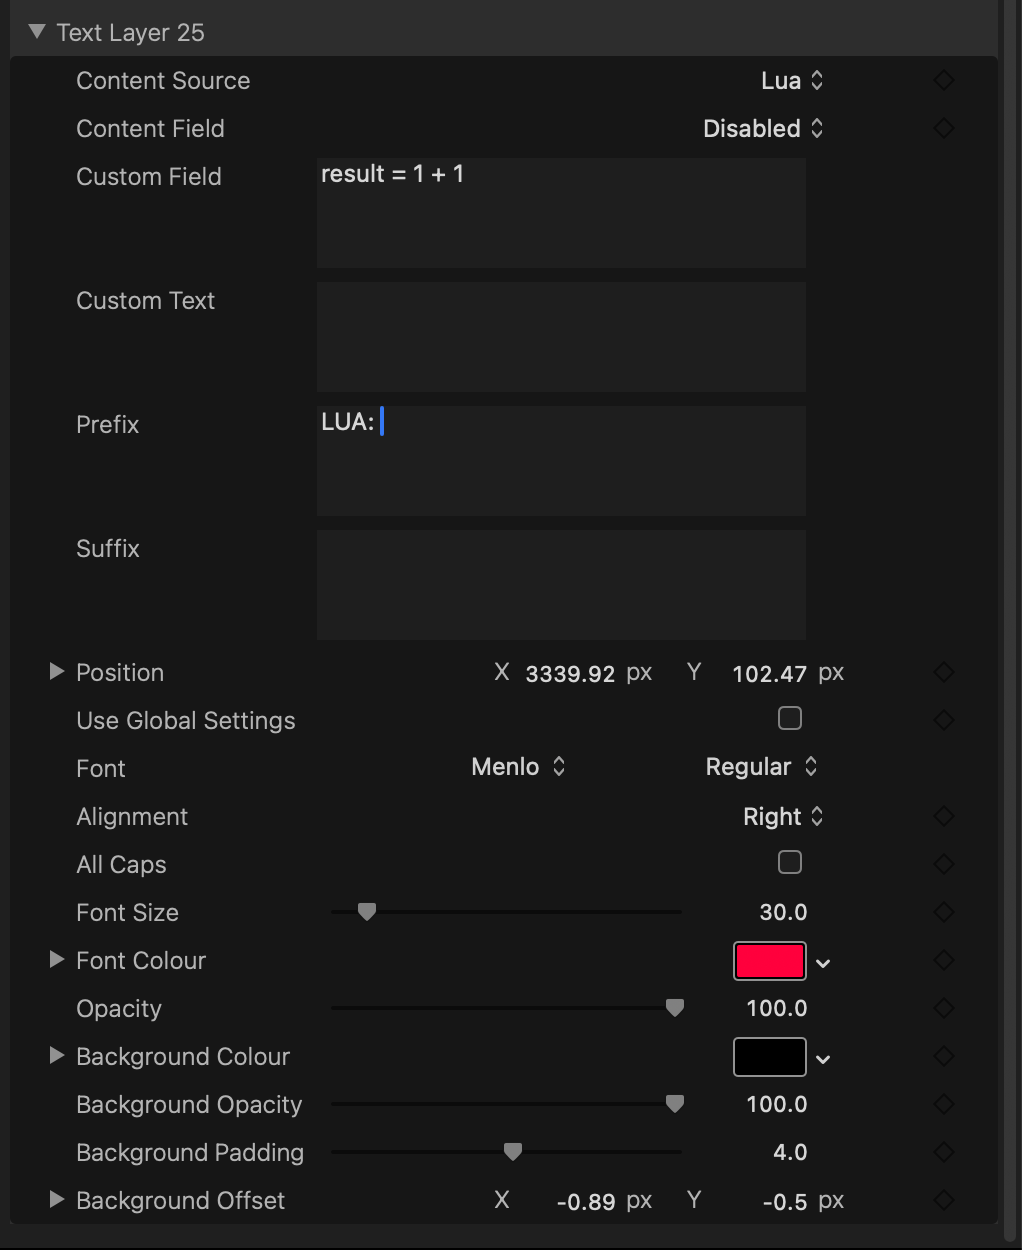 Text Layer 25
Content Source Lua
Content Field Disabled
Custom Field result = 1 + 1
Custom Text
Prefix LUA:
Suffix
Position X 3339.92 px Y 102.47 px
Use Global Settings
Font Menlo Regular
Alignment Right
All Caps
Font Size 30.0
Font Colour
Opacity 100.0
Background Colour
Background Opacity 100.0
Background Padding 4.0
Background Offset X -0.89 px Y -0.5 px